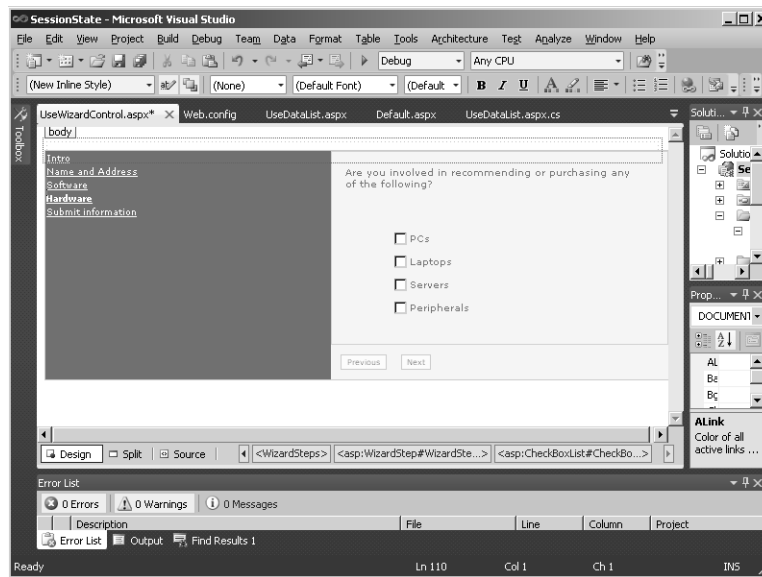 SessionState - Microsoft Visual Studio
File Edit View Project Build Debug Team Data Format Table Tools Architecture Test Analyze Window Help
Debug Any CPU
(New Inline Style) (None) (Default Font) (Default B I U A
UseWizardControl.aspx* Web.config UseDataList.aspx Default.aspx UseDataList.aspx.cs
Soluti...
Toolbox
body
Solutio
Se
Intro
Name and Address
Software
Hardware
Submit information
Are you involved in recommending or purchasing any
of the following?
PCs
Laptops
Servers
Peripherals
Previous Next
Prop...
DOCUMENT
AL
Ba
Bg
ALink
Color of all
active links ...
Design Split Source <WizardSteps> <asp:WizardStep#WizardSte...> <asp:CheckBoxList#CheckBo...>
Error List
0 Errors 0 Warnings 0 Messages
Description File Line Column Project
Error List Output Find Results 1
Ready Ln 110 Col 1 Ch 1 INS